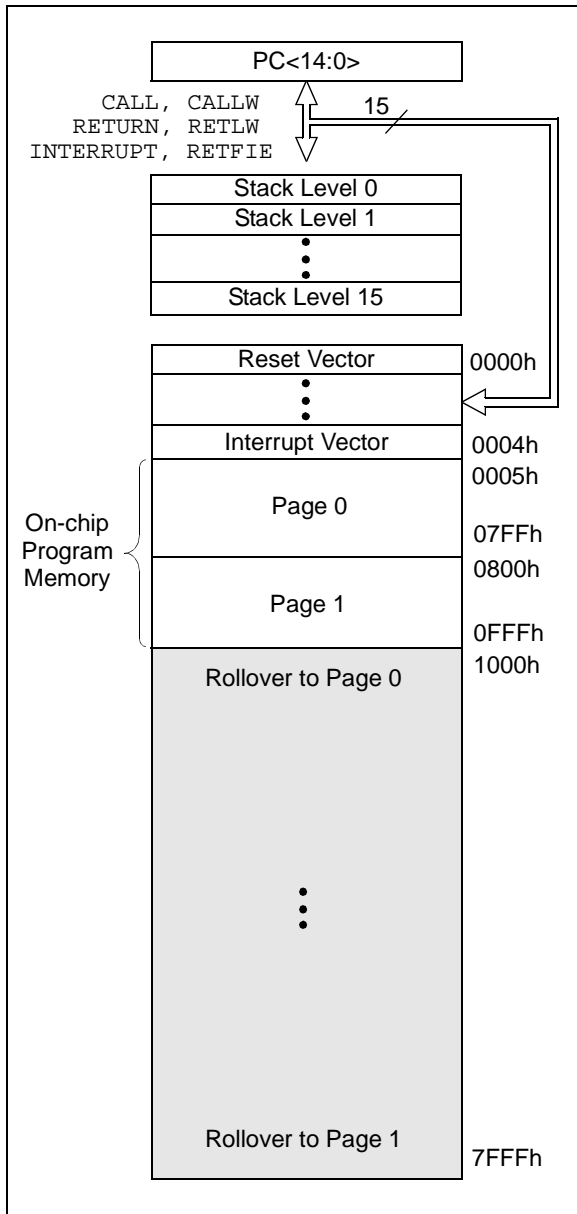 PC<14:0>
CALL, CALLW
RETURN, RETLW
INTERRUPT, RETFIE
15
Stack Level 0
Stack Level 1
Stack Level 15
Reset Vector
0000h
Interrupt Vector
0004h
0005h
On-chip
Program
Memory
Page 0
07FFh
0800h
Page 1
0FFFh
1000h
Rollover to Page 0
Rollover to Page 1
7FFFh